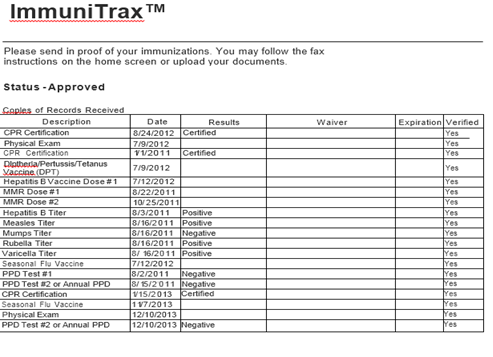 ImmuniTrax™
Please send in proof of your immunizations. You may follow the fax
instructions on the home screen or upload your documents.
Status - Approved
Copies of Records Received
Description Date Results Waiver Expiration Verified
CPR Certification 8/24/2012 Certified Yes
Physical Exam 7/9/2012 Yes
CPR Certification 1/1/2011 Certified Yes
Diptheria/Pertussis/Tetanus
Vaccine (DPT) 7/9/2012 Yes
Hepatitis B Vaccine Dose #1 7/12/2012 Yes
MMR Dose #1 8/22/2011 Yes
MMR Dose #2 10/25/2011 Yes
Hepatitis B Titer 8/3/2011 Positive Yes
Measles Titer 8/16/2011 Positive Yes
Mumps Titer 8/16/2011 Negative Yes
Rubella Titer 8/16/2011 Positive Yes
Varicella Titer 8/16/2011 Positive Yes
Seasonal Flu Vaccine 7/12/2012 Yes
PPD Test #1 8/2/2011 Negative Yes
PPD Test #2 or Annual PPD 8/15/2011 Negative Yes
CPR Certification 1/15/2013 Certified Yes
Seasonal Flu Vaccine 11/7/2013 Yes
Physical Exam 12/10/2013 Yes
PPD Test #2 or Annual PPD 12/10/2013 Negative Yes